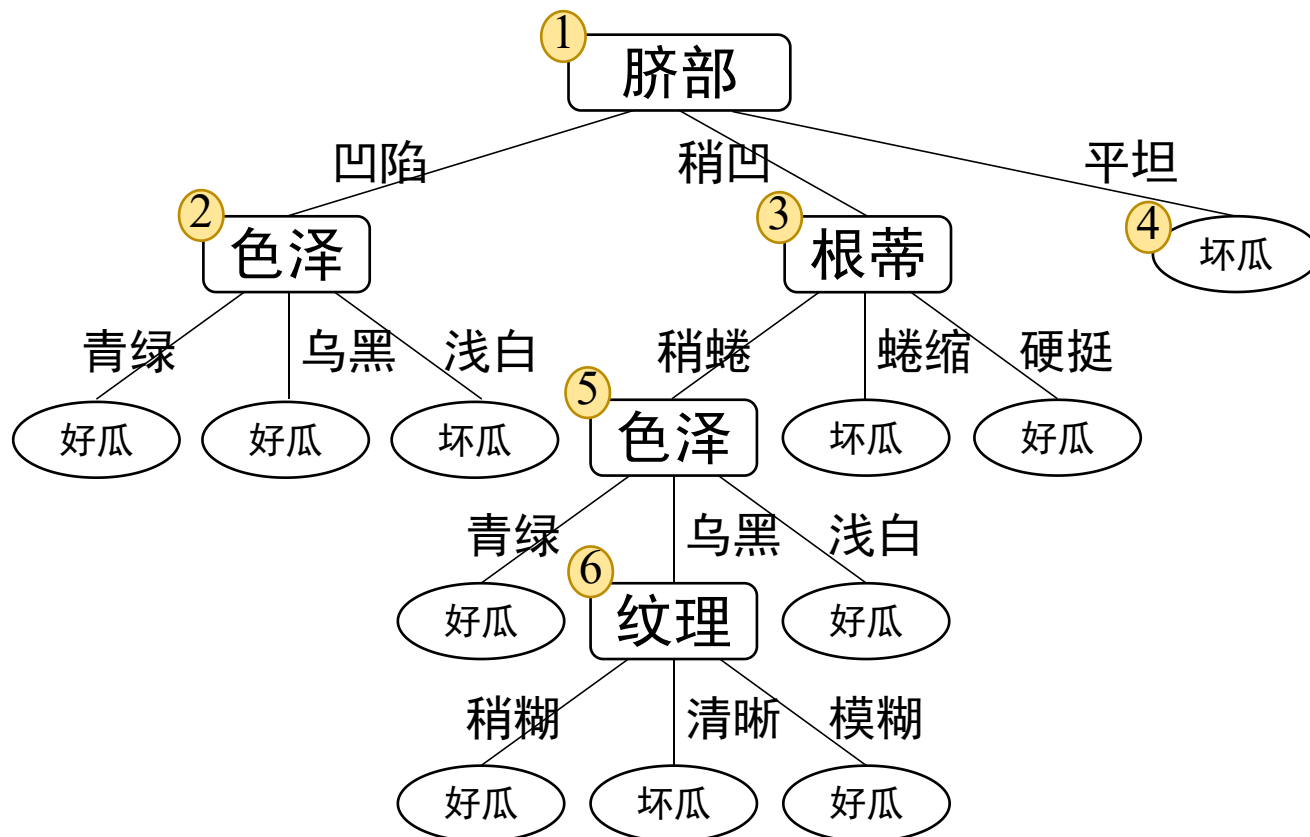 1
脐部
凹陷
稍凹
平坦
2
色泽
3
根蒂
4
坏瓜
青绿
乌黑
浅白
稍蜷
蜷缩
硬挺
好瓜
好瓜
坏瓜
5
色泽
坏瓜
好瓜
青绿
乌黑
浅白
好瓜
6
纹理
好瓜
稍糊
清晰
模糊
好瓜
坏瓜
好瓜